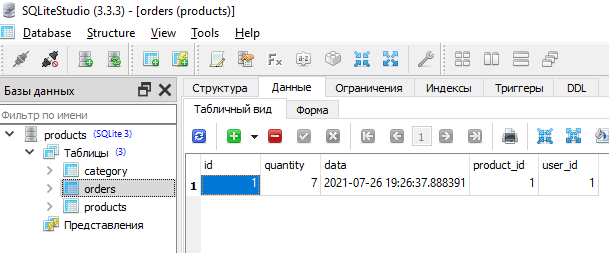 SQLiteStudio (3.3.3) - [orders (products)]
Database Structure View Tools Help
Базы данных
Фильтр по имени
products (SQLite 3)
Таблицы (3)
category
orders
products
Представления
Структура Данные Ограничения Индексы Триггеры DDL
Табличный вид Форма
1
id quantity data product_id user_id
1 1 7 2021-07-26 19:26:37.888391 1 1